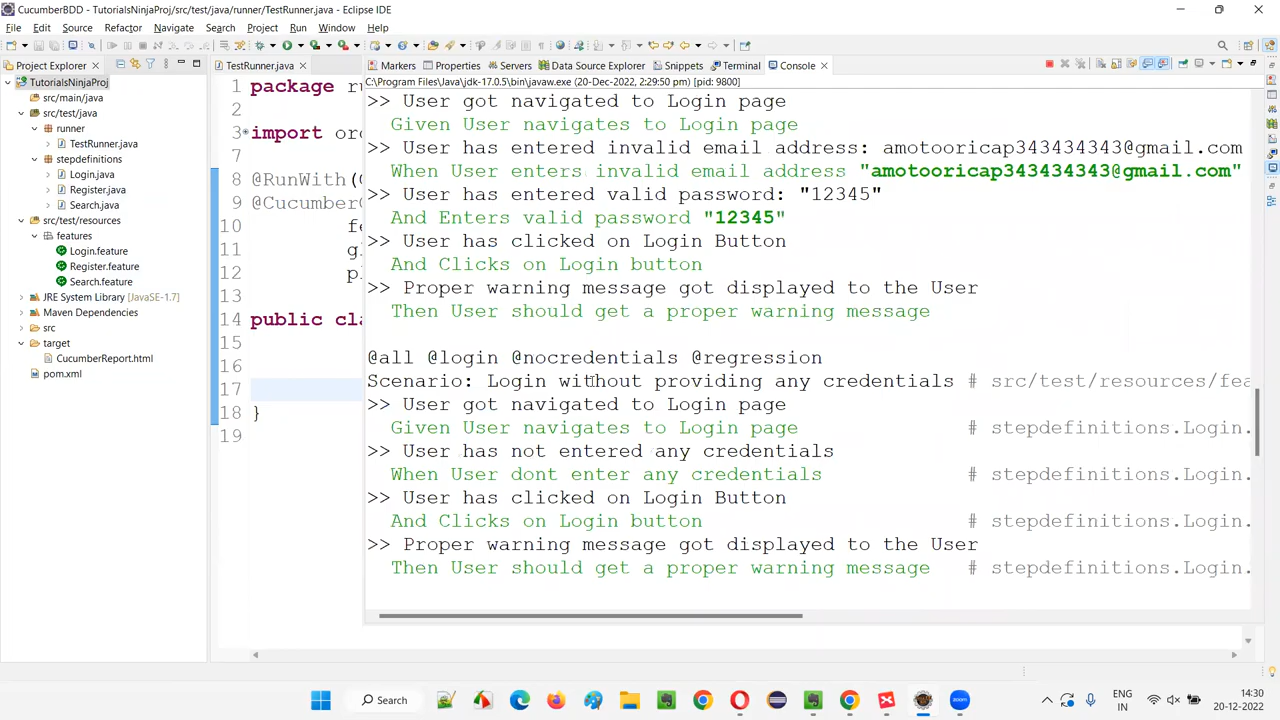 CucumberBDD - TutorialsNinjaProj/src/test/java/runner/TestRunner.java - Eclipse IDE
File Edit Source Refactor Navigate Search Project Run Window Help
Project Explorer
TutorialsNinjaProj
src/main/java
src/test/java
runner
TestRunner.java
stepdefinitions
Login.java
Register.java
Search.java
src/test/resources
features
Login.feature
Register.feature
Search.feature
JRE System Library [JavaSE-1.7]
Maven Dependencies
src
target
CucumberReport.html
pom.xml
TestRunner.java
1 package r
2
3 import or
7
8 @RunWith(
9 @Cucumber
10 fe
11 g
12 p
13
14 public cl
15
16
17
18 }
19
Markers Properties Servers Data Source Explorer Snippets Terminal Console
C:\Program Files\Java\jdk-17.0.5\bin\javaw.exe (20-Dec-2022, 2:29:50 pm) [pid: 9800]
>> User got navigated to Login page
Given User navigates to Login page
>> User has entered invalid email address: amotooricap343434343@gmail.com
When User enters invalid email address "amotooricap343434343@gmail.com"
>> User has entered valid password: "12345"
And Enters valid password "12345"
>> User has clicked on Login Button
And Clicks on Login button
>> Proper warning message got displayed to the User
Then User should get a proper warning message
@all @login @nocredentials @regression
Scenario: Login without providing any credentials # src/test/resources/fea
>> User got navigated to Login page
Given User navigates to Login page # stepdefinitions.Login.
>> User has not entered any credentials
When User dont enter any credentials # stepdefinitions.Login.
>> User has clicked on Login Button
And Clicks on Login button # stepdefinitions.Login.
>> Proper warning message got displayed to the User
Then User should get a proper warning message # stepdefinitions.Login.
Search
ENG
IN
14:30
20-12-2022